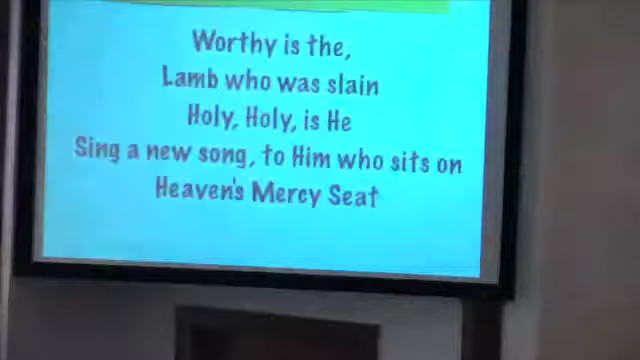 Worthy is the,
Lamb who was slain
Holy, Holy, is He
Sing a new song, to Him who sits on
Heaven's Mercy Seat